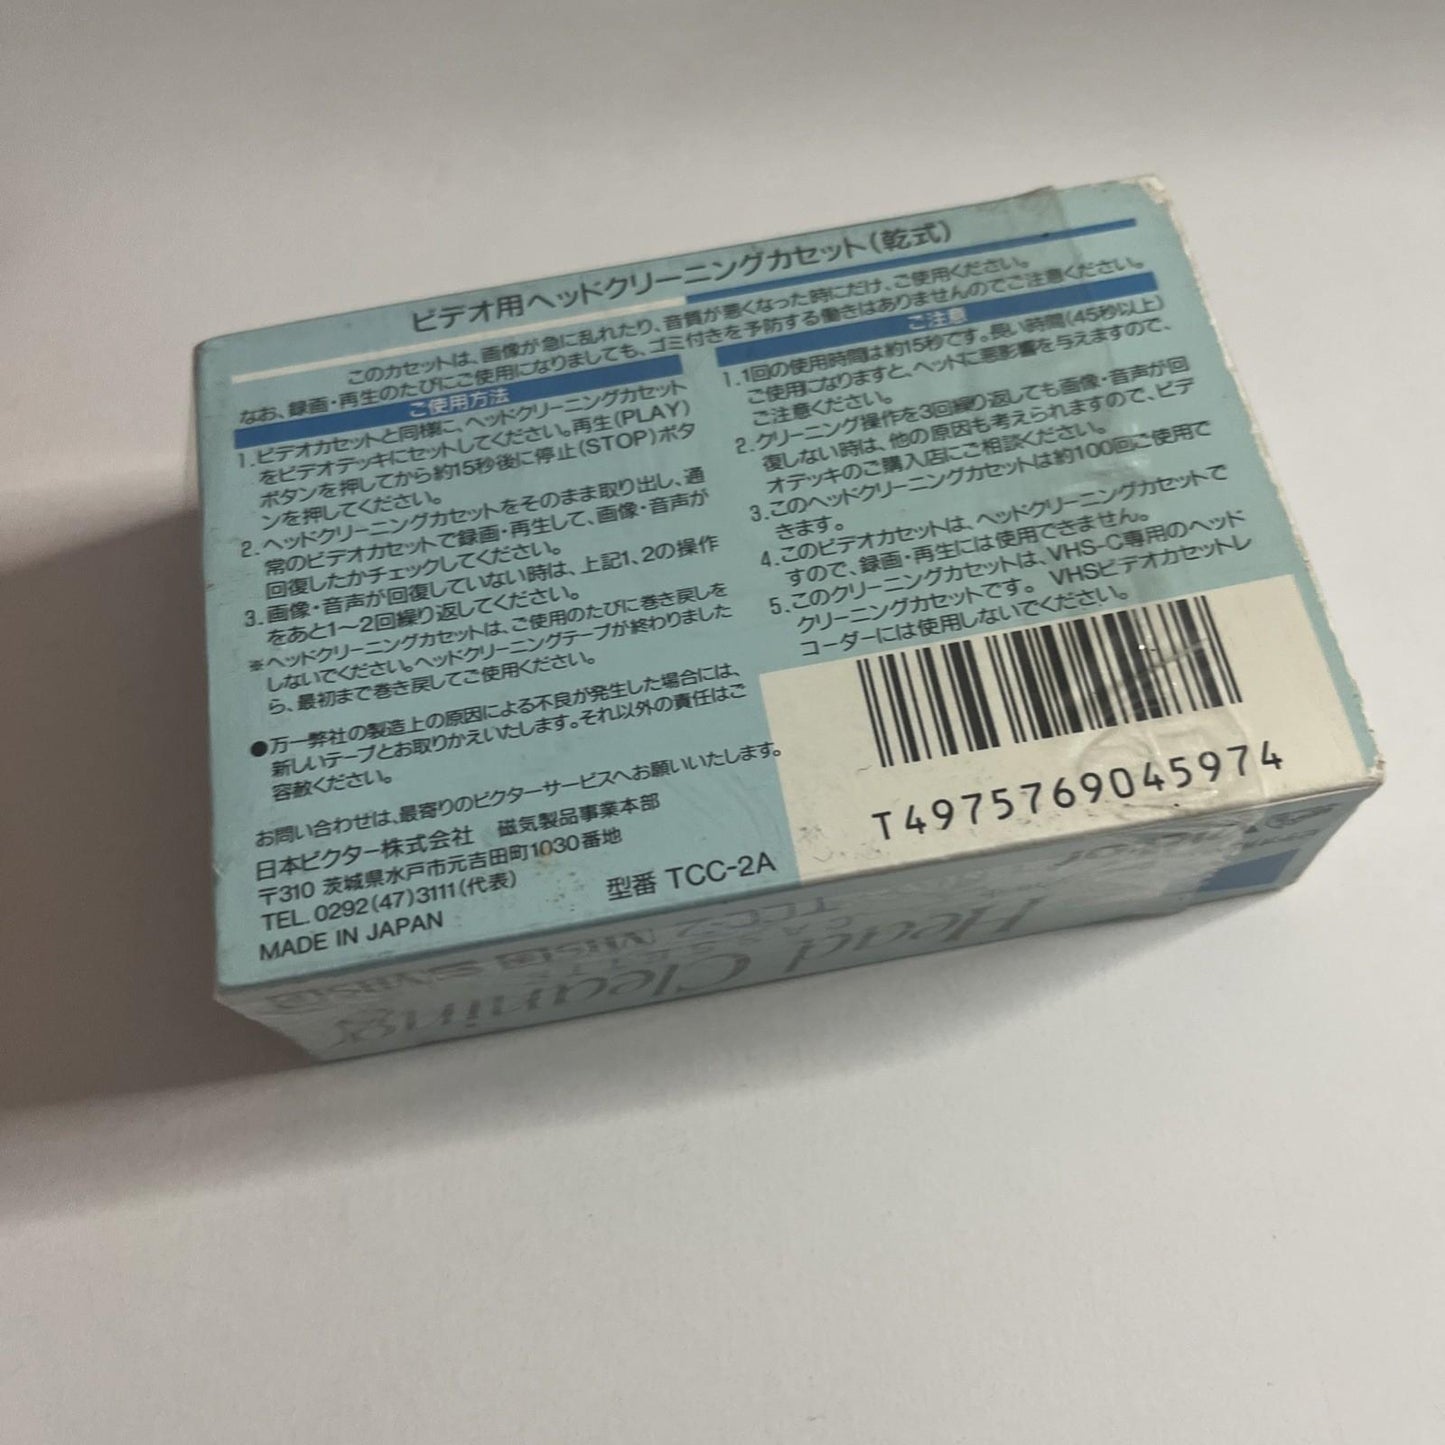 ビデオ用ヘッドクリーニングカセット(乾式)
このカセットは、画像が急に乱れたり、音質が悪くなった時にだけ、ご使用ください。
なお、録画・再生のたびにご使用になりましても、ゴミ付きを予防する働きはありませんのでご注意ください。
ご使用方法
1.ビデオカセットと同様に、ヘッドクリーニングカセット
をビデオデッキにセットしてください。再生(PLAY)
ボタンを押してから約15秒後に停止(STOP)ボタ
ンを押してください。
2.ヘッドクリーニングカセットをそのまま取り出し、通
常のビデオカセットで録画・再生して、画像・音声が
回復したかチェックしてください。
3.画像・音声が回復していない時は、上記1、2の操作
をあと1〜2回繰り返してください。
※ヘッドクリーニングカセットは、ご使用のたびに巻き戻しを
しないでください。ヘッドクリーニングテープが終わりました
ら、最初まで巻き戻してご使用ください。
●万一弊社の製造上の原因による不良が発生した場合には、
新しいテープとお取りかえいたします。それ以外の責任はご
容赦ください。
お問い合わせは、最寄りのビクターサービスへお願いいたします。
日本ビクター株式会社 磁気製品事業本部
〒310 茨城県水戸市元吉田町1030番地
TEL. 0292(47)3111(代表)
MADE IN JAPAN
型番 TCC-2A
ご注意
1.1回の使用時間は約15秒です。長い時間(45秒以上)
ご使用になりますと、ヘッドに悪影響を与えますので、
ご注意ください。
2.クリーニング操作を3回繰り返しても画像・音声が回
復しない時は、他の原因も考えられますので、ビデ
オデッキのご購入店にご相談ください。
3.このヘッドクリーニングカセットは約100回ご使用で
きます。
4.このビデオカセットは、ヘッドクリーニングカセットで
すので、録画・再生には使用できません。
5.このクリーニングカセットは、VHS-C専用のヘッド
クリーニングカセットです。 VHSビデオカセットレ
コーダーには使用しないでください。
T4975769045974
Head Cleaning
TCC-2